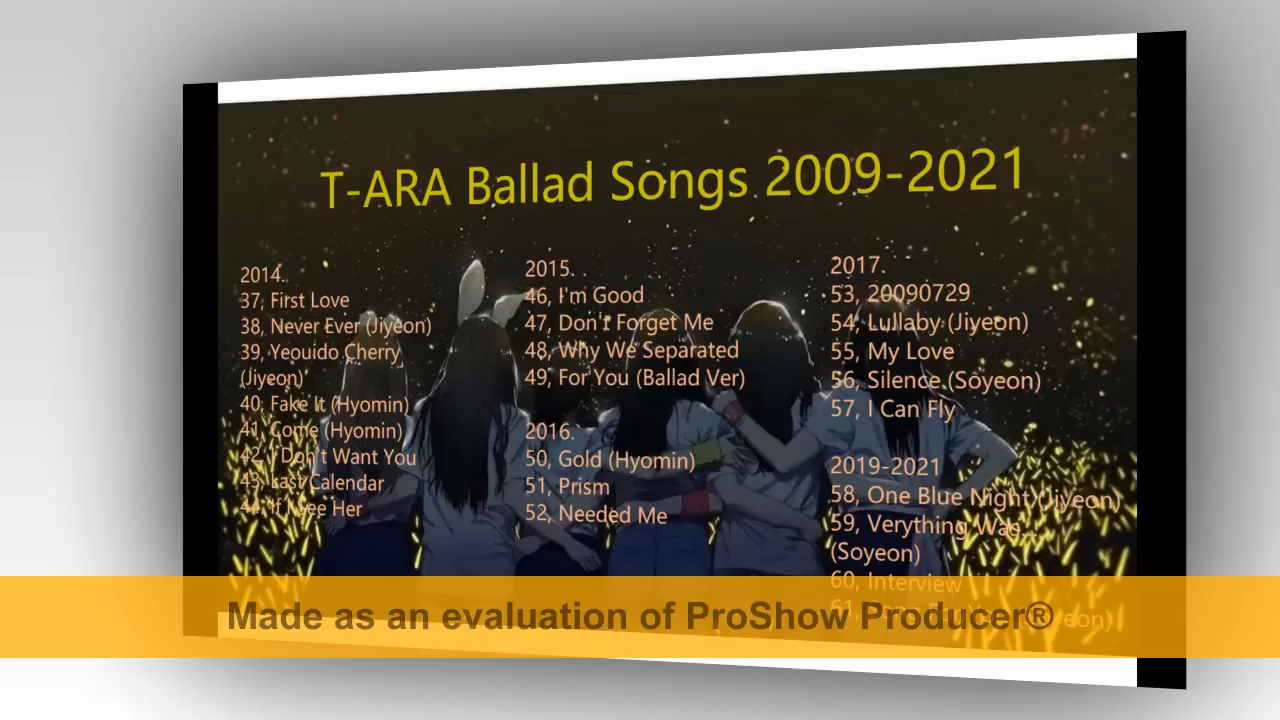 T-ARA Ballad Songs 2009-2021
2014.
37, First Love
38, Never Ever (Jiyeon)
39, Yeouido Cherry
(Jiyeon)
40, Fake It (Hyomin)
41, Come (Hyomin)
42, I Don't Want You
43, Last Calendar
44, If I See Her
2015.
46, I'm Good
47, Don't Forget Me
48, Why We Separated
49, For You (Ballad Ver)
2016.
50, Gold (Hyomin)
51, Prism
52, Needed Me
2017.
53, 20090729
54, Lullaby (Jiyeon)
55, My Love
56, Silence (Soyeon)
57, I Can Fly
2019-2021
58, One Blue Night (Jiyeon)
59, Verything Was...
(Soyeon)
60, Interview
61,
Made as an evaluation of ProShow Producer®